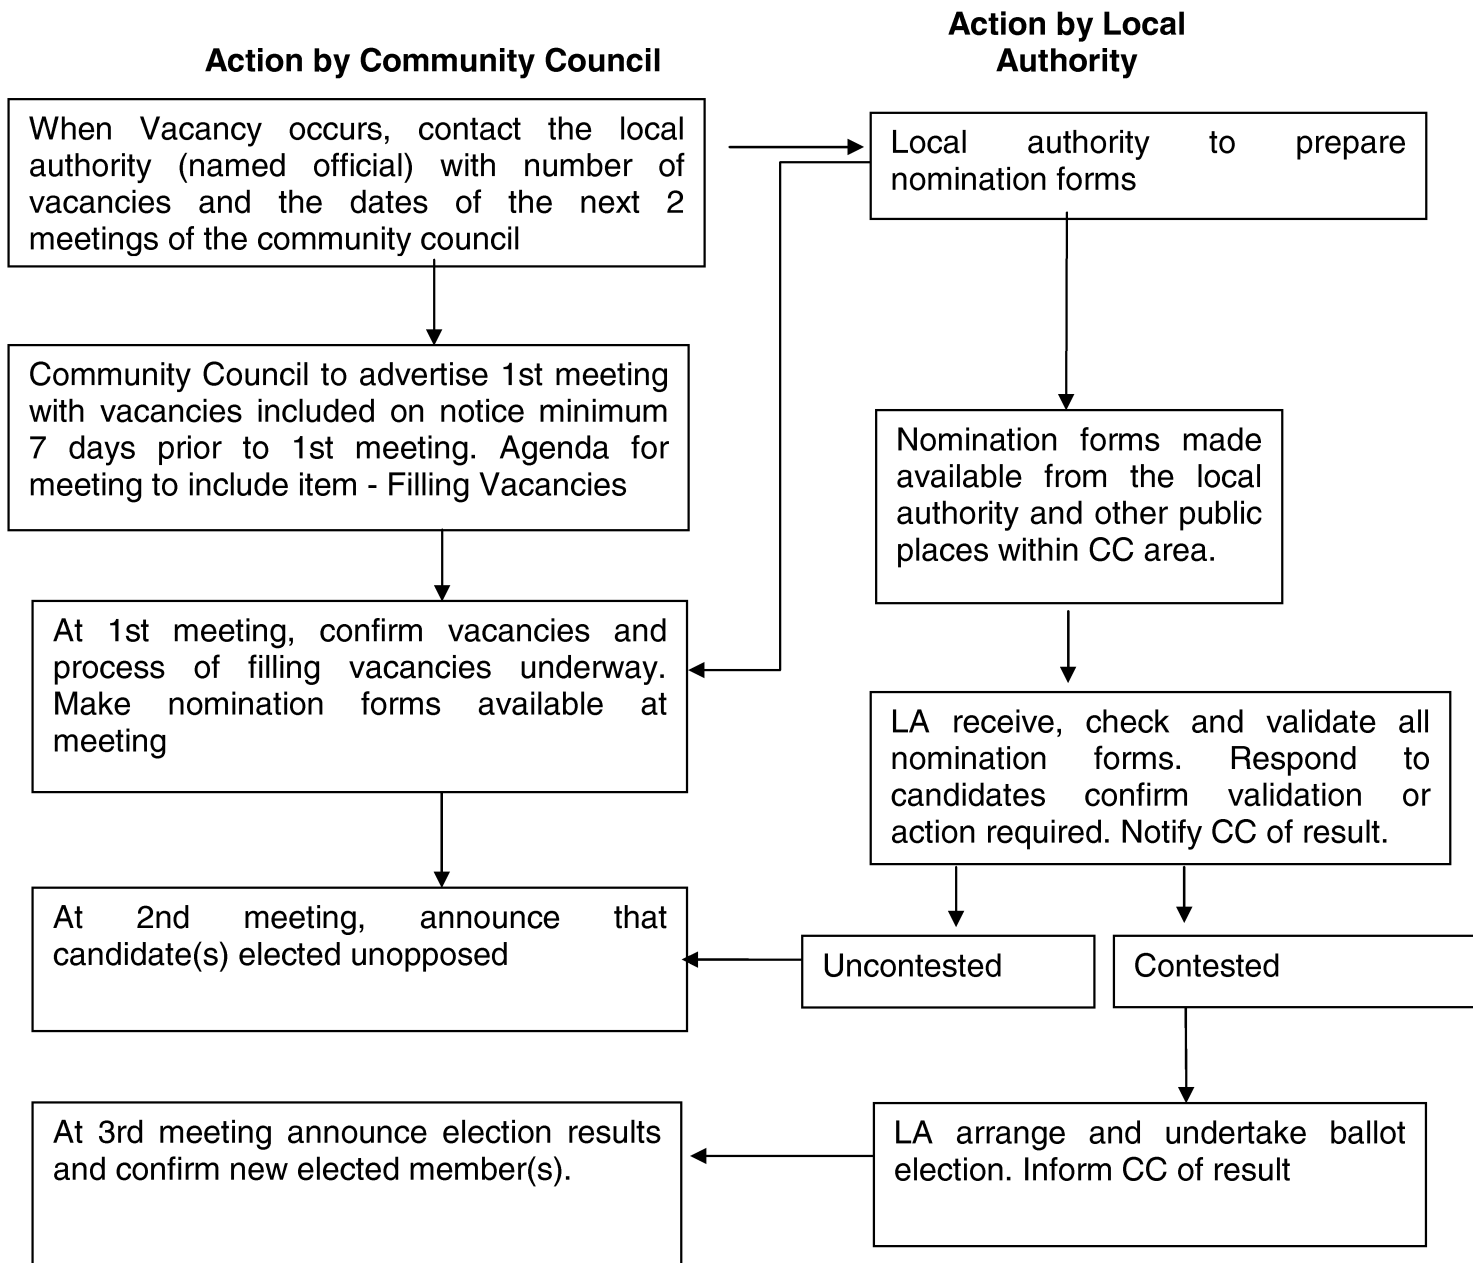 Action by Community Council
Action by Local
Authority
When Vacancy occurs, contact the local
authority (named official) with number of
vacancies and the dates of the next 2
meetings of the community council
Local authority to prepare
nomination forms
Community Council to advertise 1st meeting
with vacancies included on notice minimum
7 days prior to 1st meeting. Agenda for
meeting to include item - Filling Vacancies
Nomination forms made
available from the local
authority and other public
places within CC area.
At 1st meeting, confirm vacancies and
process of filling vacancies underway.
Make nomination forms available at
meeting
LA receive, check and validate all
nomination forms. Respond to
candidates confirm validation or
action required. Notify CC of result.
At 2nd meeting, announce that
candidate(s) elected unopposed
Uncontested
Contested
At 3rd meeting announce election results
and confirm new elected member(s).
LA arrange and undertake ballot
election. Inform CC of result